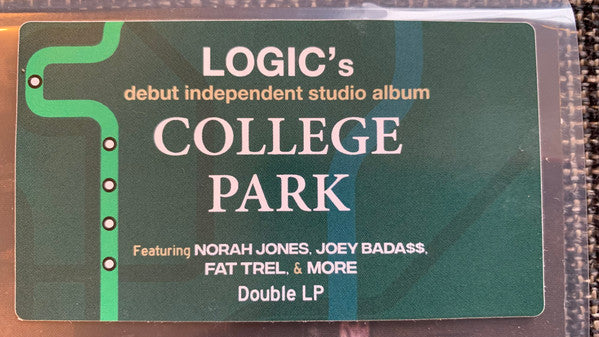 LOGIC's
debut independent studio album
COLLEGE
PARK
Featuring NORAH JONES, JOEY BADA$$,
FAT TREL, & MORE
Double LP